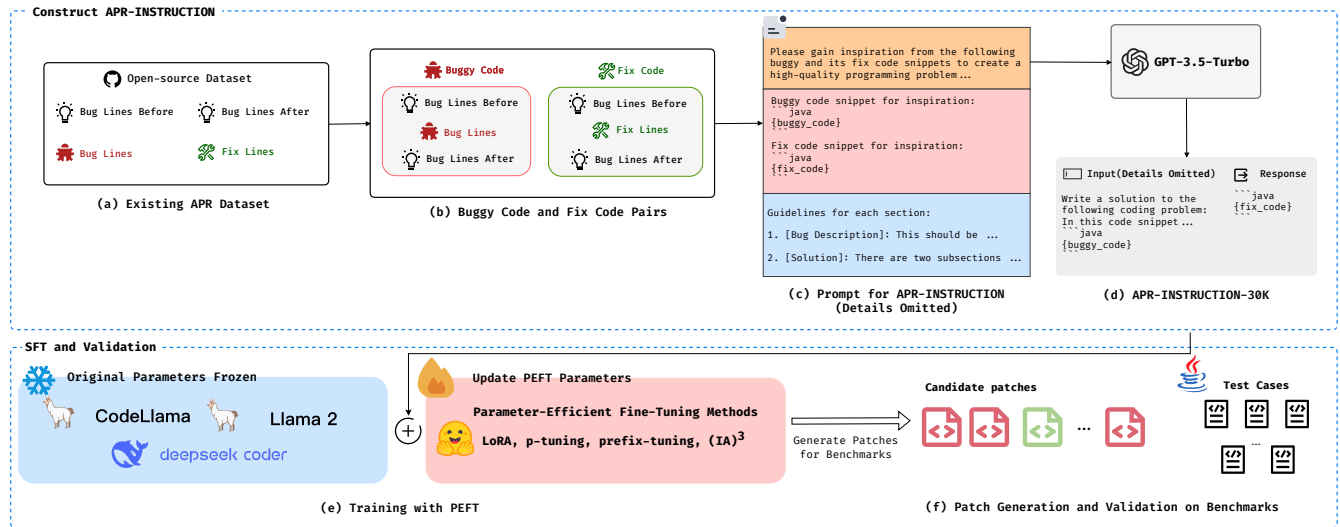 Construct APR-INSTRUCTION
Open-source Dataset
Bug Lines Before
Bug Lines After
Bug Lines
Fix Lines
(a) Existing APR Dataset
Buggy Code
Fix Code
Bug Lines Before
Bug Lines
Bug Lines After
Bug Lines Before
Fix Lines
Bug Lines After
(b) Buggy Code and Fix Code Pairs
Please gain inspiration from the following
buggy and its fix code snippets to create a
high-quality programming problem...
Buggy code snippet for inspiration:
```java
{buggy_code}
```
Fix code snippet for inspiration:
```java
{fix_code}
```
Guidelines for each section:
1. [Bug Description]: This should be ...
2. [Solution]: There are two subsections ...
(c) Prompt for APR-INSTRUCTION
(Details Omitted)
GPT-3.5-Turbo
Input(Details Omitted)
Write a solution to the
following coding problem:
In this code snippet...
```java
{buggy_code}
```
Response
```java
{fix_code}
```
(d) APR-INSTRUCTION-30K
SFT and Validation
Original Parameters Frozen
CodeLlama
Llama 2
deepseek coder
Update PEFT Parameters
Parameter-Efficient Fine-Tuning Methods
LoRA, p-tuning, prefix-tuning, (IA)³
(e) Training with PEFT
Generate Patches
for Benchmarks
Candidate patches
...
Java
Test Cases
...
(f) Patch Generation and Validation on Benchmarks